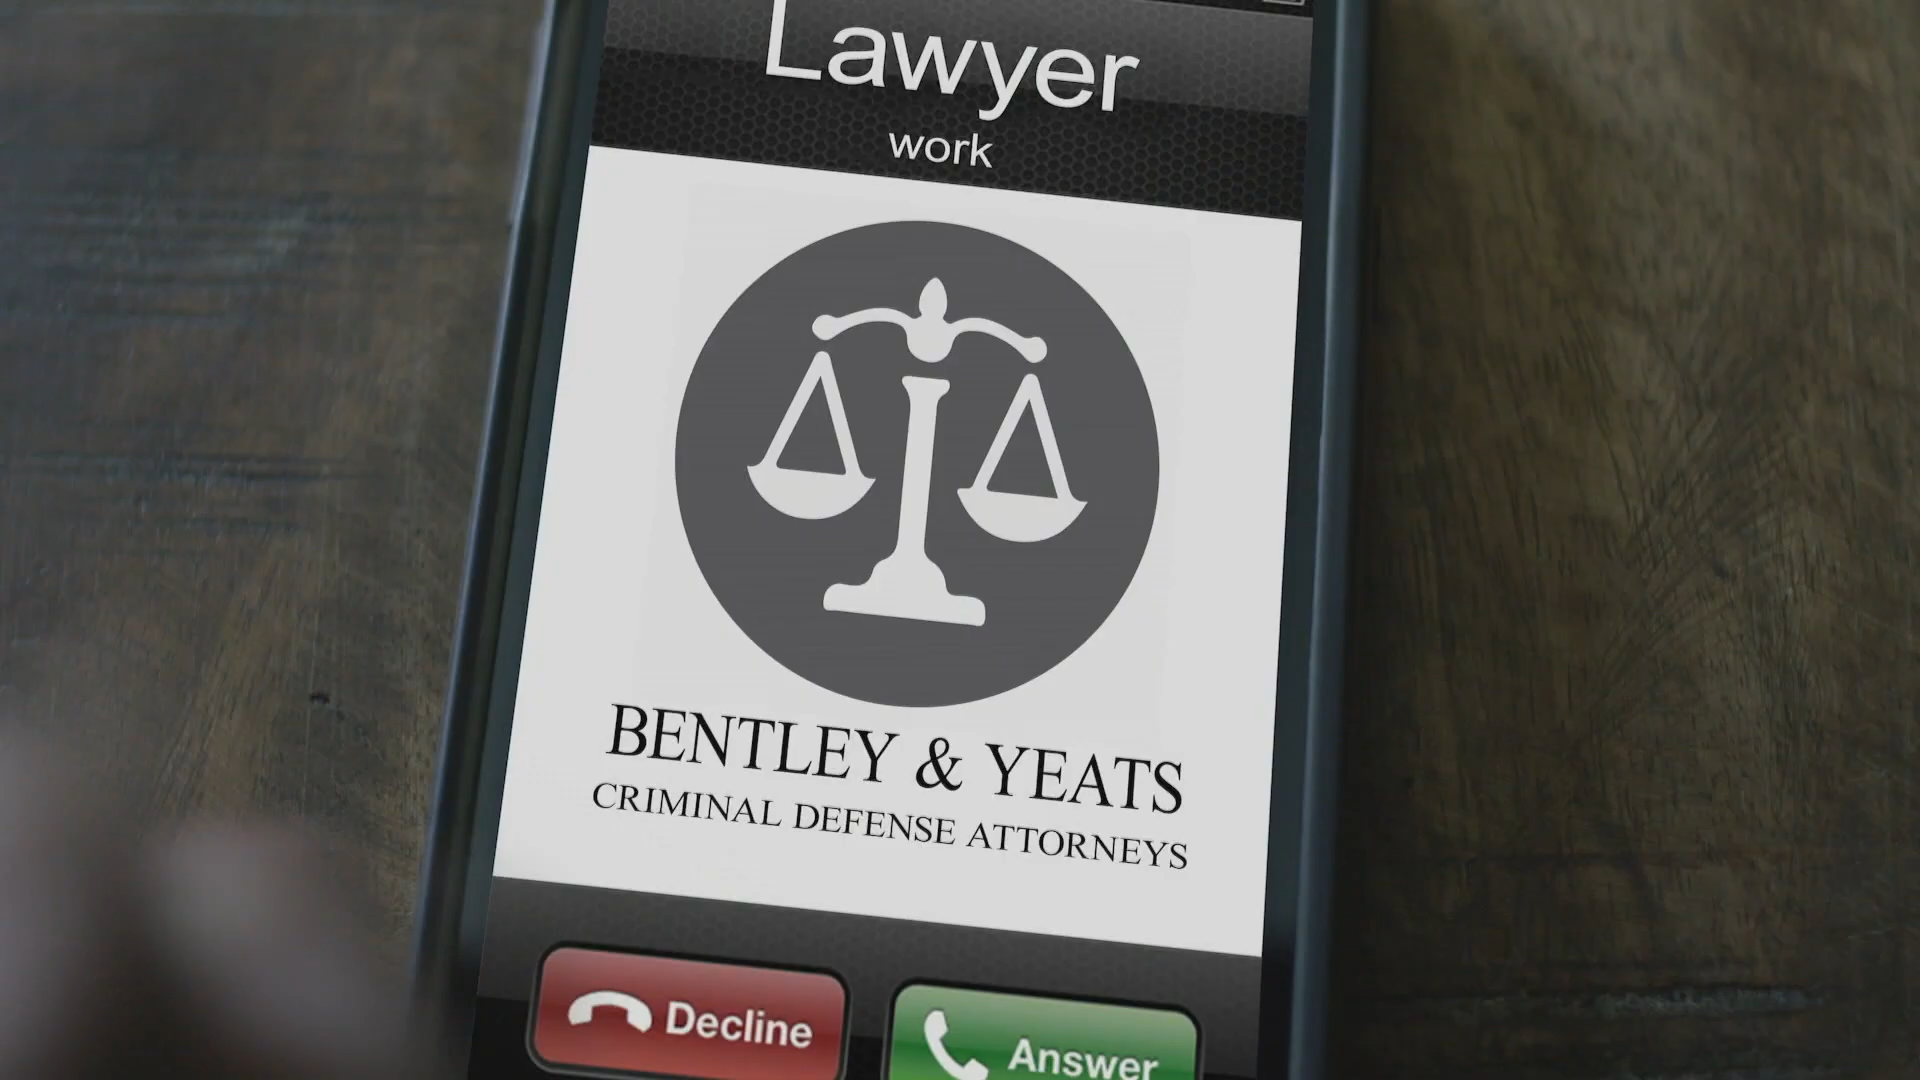 Lawyer
work
BENTLEY & YEATS
CRIMINAL DEFENSE ATTORNEYS
Decline
Answer